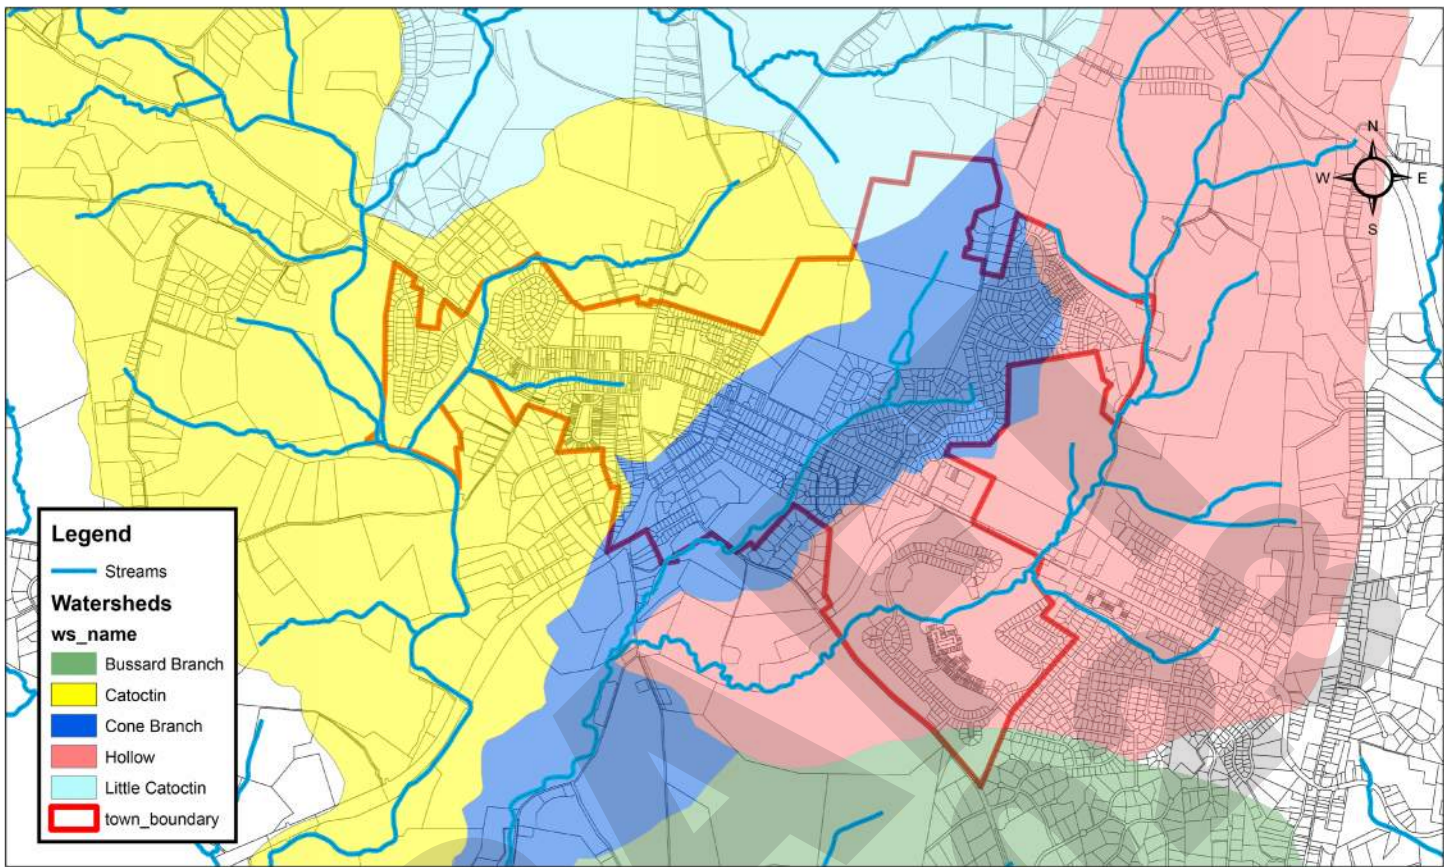 N
W E
S
Legend
Streams
Watersheds
ws_name
Bussard Branch
Catoctin
Cone Branch
Hollow
Little Catoctin
town_boundary